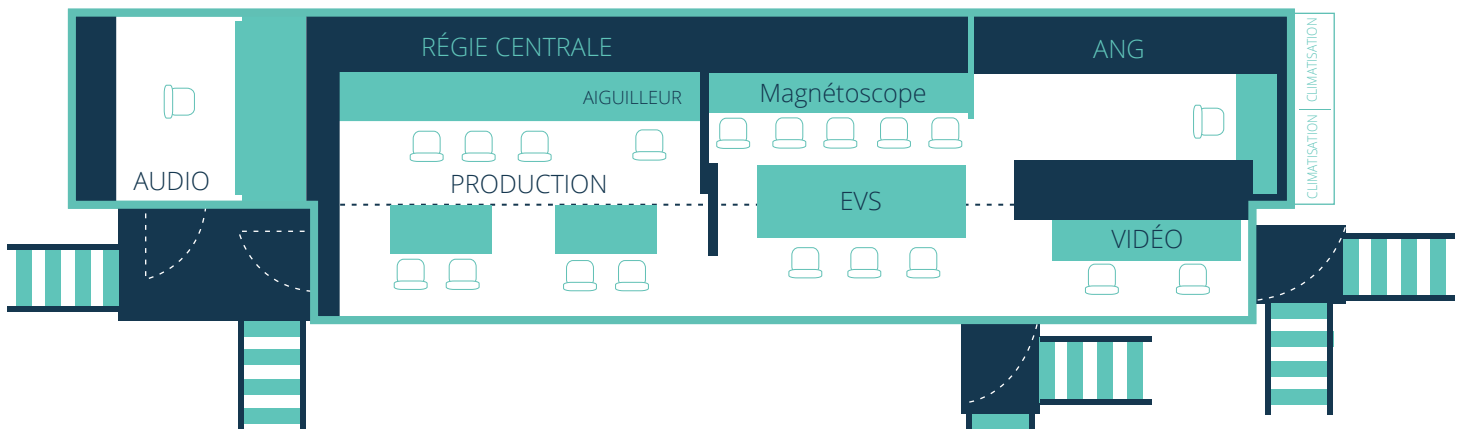 RÉGIE CENTRALE
ANG
CLIMATISATION
AIGUILLEUR
Magnétoscope
CLIMATISATION
AUDIO
PRODUCTION
EVS
VIDÉO